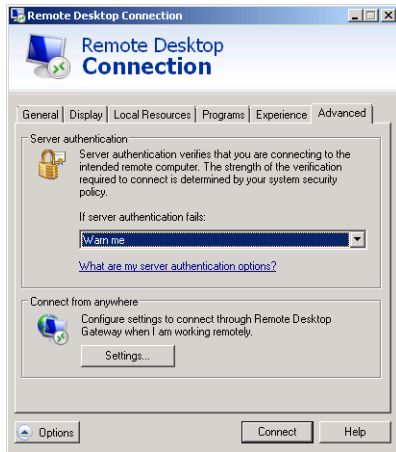 Remote Desktop Connection
Remote Desktop
Connection
General Display Local Resources Programs Experience Advanced
Server authentication
Server authentication verifies that you are connecting to the
intended remote computer. The strength of the verification
required to connect is determined by your system security
policy.
If server authentication fails:
Warn me
What are my server authentication options?
Connect from anywhere
Configure settings to connect through Remote Desktop
Gateway when I am working remotely.
Settings...
Options Connect Help